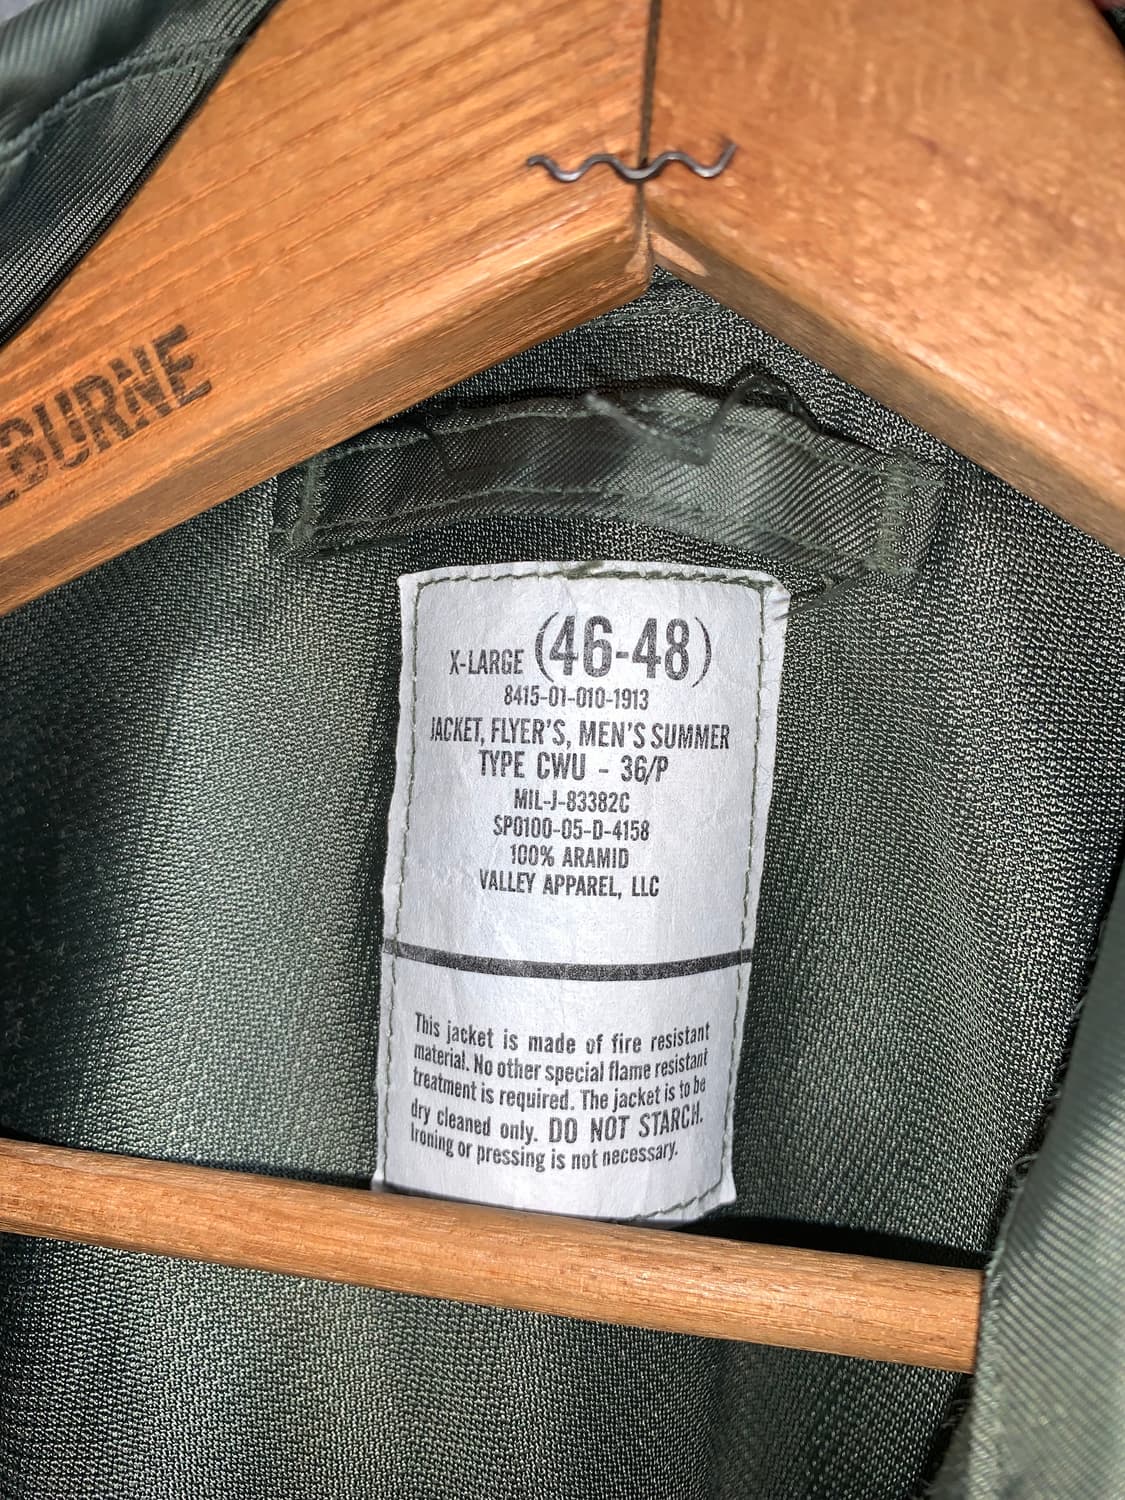 BURNE
X-LARGE (46-48)
8415-01-010-1913
JACKET, FLYER'S, MEN'S SUMMER
TYPE CWU - 36/P
MIL-J-83382C
SP0100-05-D-4158
100% ARAMID
VALLEY APPAREL, LLC
This jacket is made of fire resistant
material. No other special flame resistant
treatment is required. The jacket is to be
dry cleaned only. DO NOT STARCH.
Ironing or pressing is not necessary.